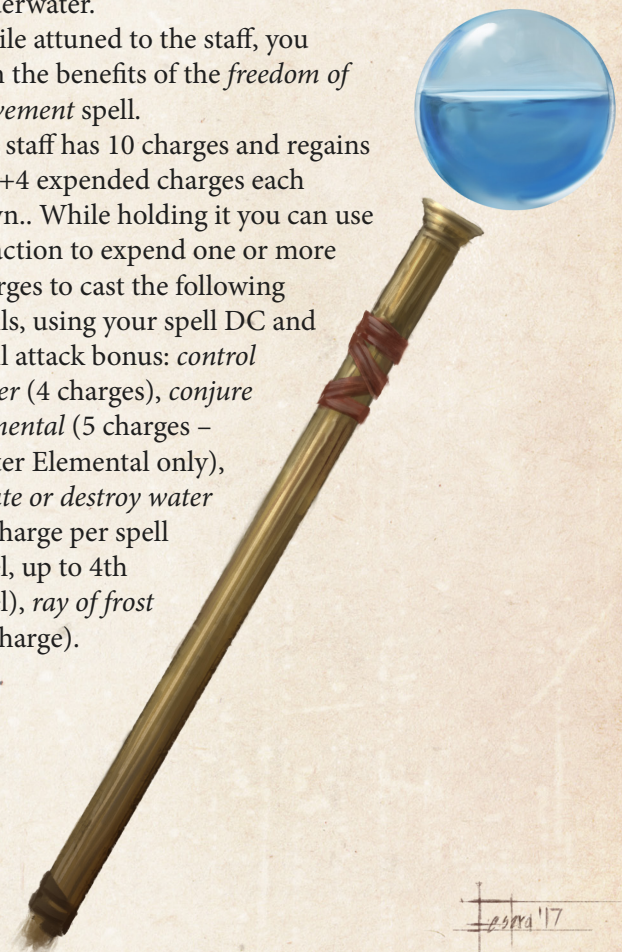 erwater.
ile attuned to the staff, you
n the benefits of the freedom of
vement spell.
staff has 10 charges and regains
+4 expended charges each
n.. While holding it you can use
action to expend one or more
rges to cast the following
ls, using your spell DC and
l attack bonus: control
er (4 charges), conjure
mental (5 charges –
ter Elemental only),
ate or destroy water
harge per spell
l, up to 4th
l), ray of frost
harge).
'17